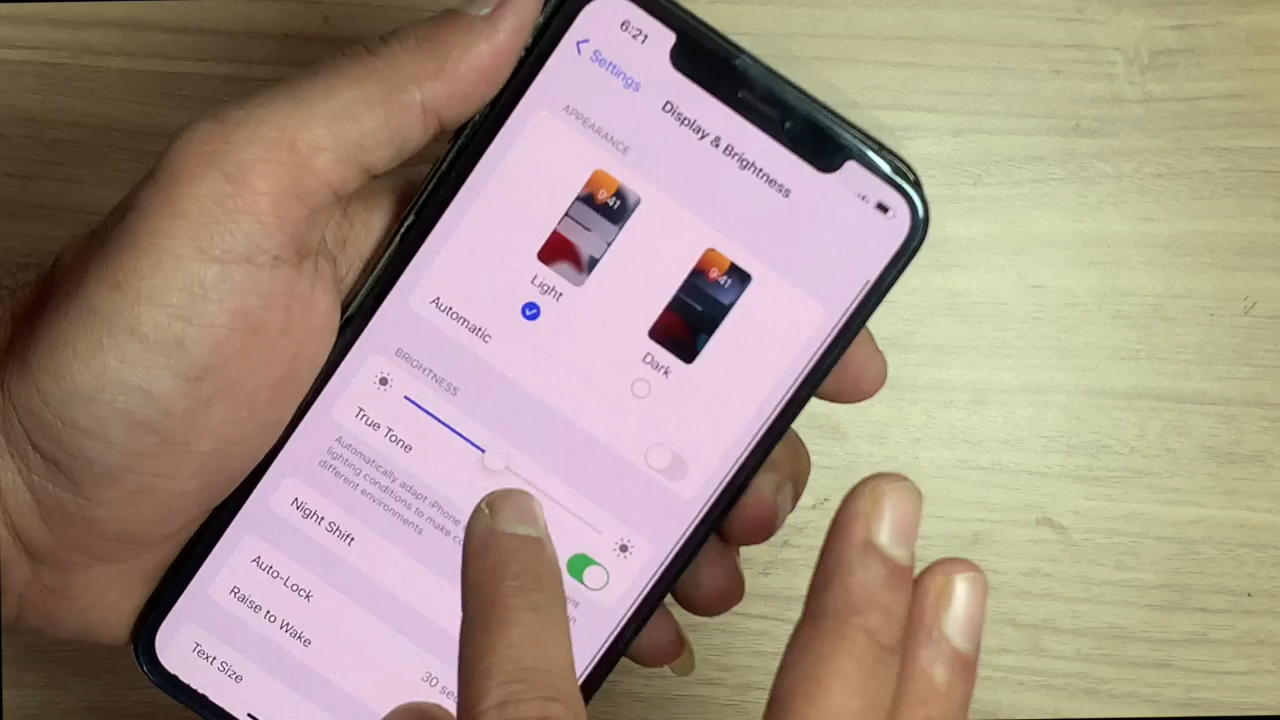 6:21
Settings
Display & Brightness
APPEARANCE
9:41
9:41
Light
Dark
Automatic
BRIGHTNESS
True Tone
Automatically adapt iPhone
lighting conditions to make
different environments.
Night Shift
Auto-Lock
30
Raise to Wake
Text Size